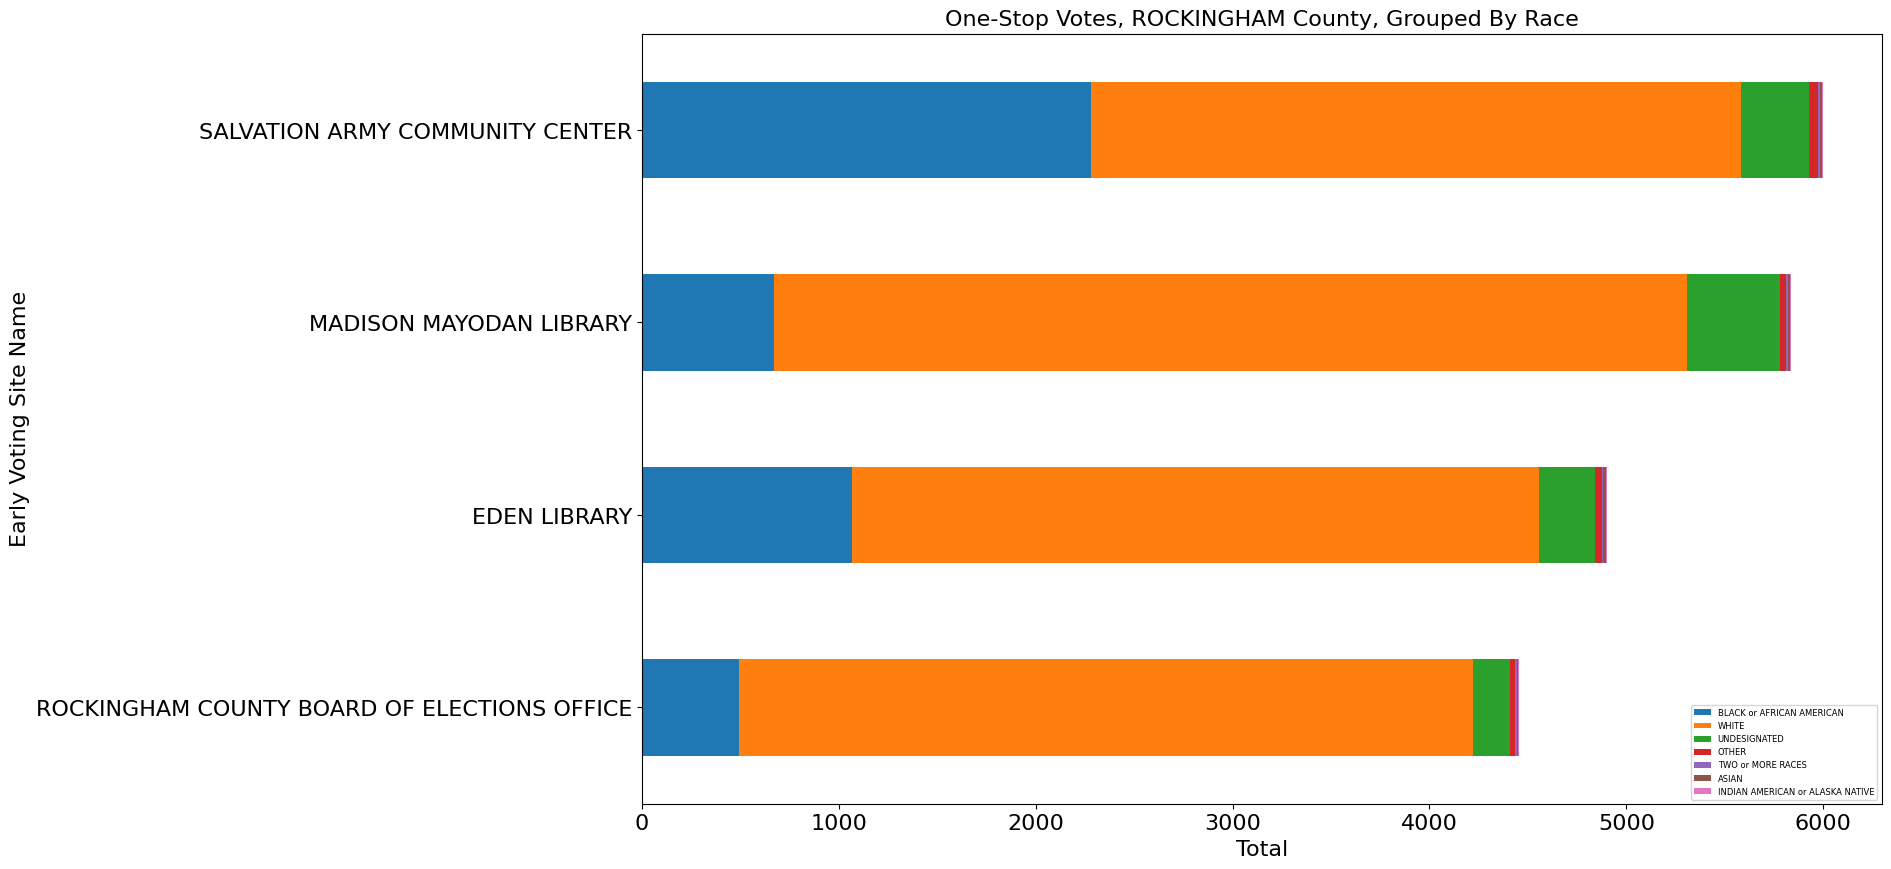 One-Stop Votes, ROCKINGHAM County, Grouped By Race
Early Voting Site Name
SALVATION ARMY COMMUNITY CENTER
MADISON MAYODAN LIBRARY
EDEN LIBRARY
ROCKINGHAM COUNTY BOARD OF ELECTIONS OFFICE
BLACK or AFRICAN AMERICAN
WHITE
UNDESIGNATED
OTHER
TWO or MORE RACES
ASIAN
INDIAN AMERICAN or ALASKA NATIVE
0 1000 2000 3000 4000 5000 6000
Total